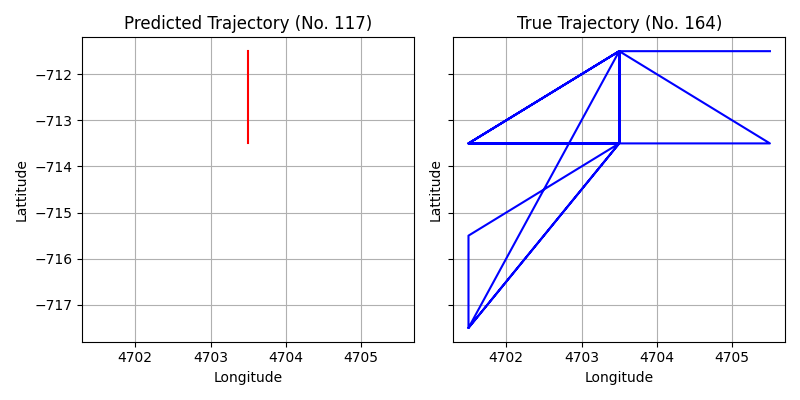 Predicted Trajectory (No. 117)
True Trajectory (No. 164)
−712
−713
−714
−715
−716
−717
Lattitude
Lattitude
4702 4703 4704 4705
4702 4703 4704 4705
Longitude
Longitude